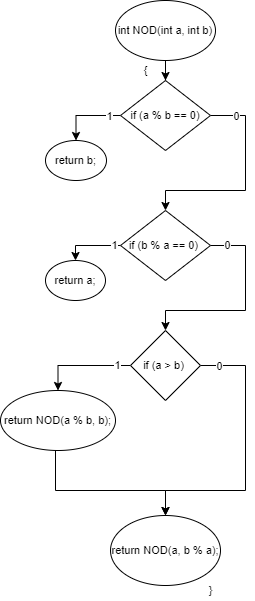 int NOD(int a, int b)
{
if (a % b == 0)
1
0
return b;
if (b % a == 0)
1
0
return a;
if (a > b)
1
0
return NOD(a % b, b);
return NOD(a, b % a);
}